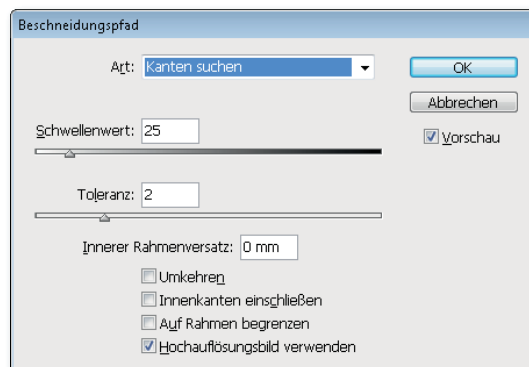 Beschneidungspfad
Art: Kanten suchen
OK
Abbrechen
Vorschau
Schwellenwert: 25
Toleranz: 2
Innerer Rahmenversatz: 0 mm
Umkehren
Innenkanten einschließen
Auf Rahmen begrenzen
Hochauflösungsbild verwenden